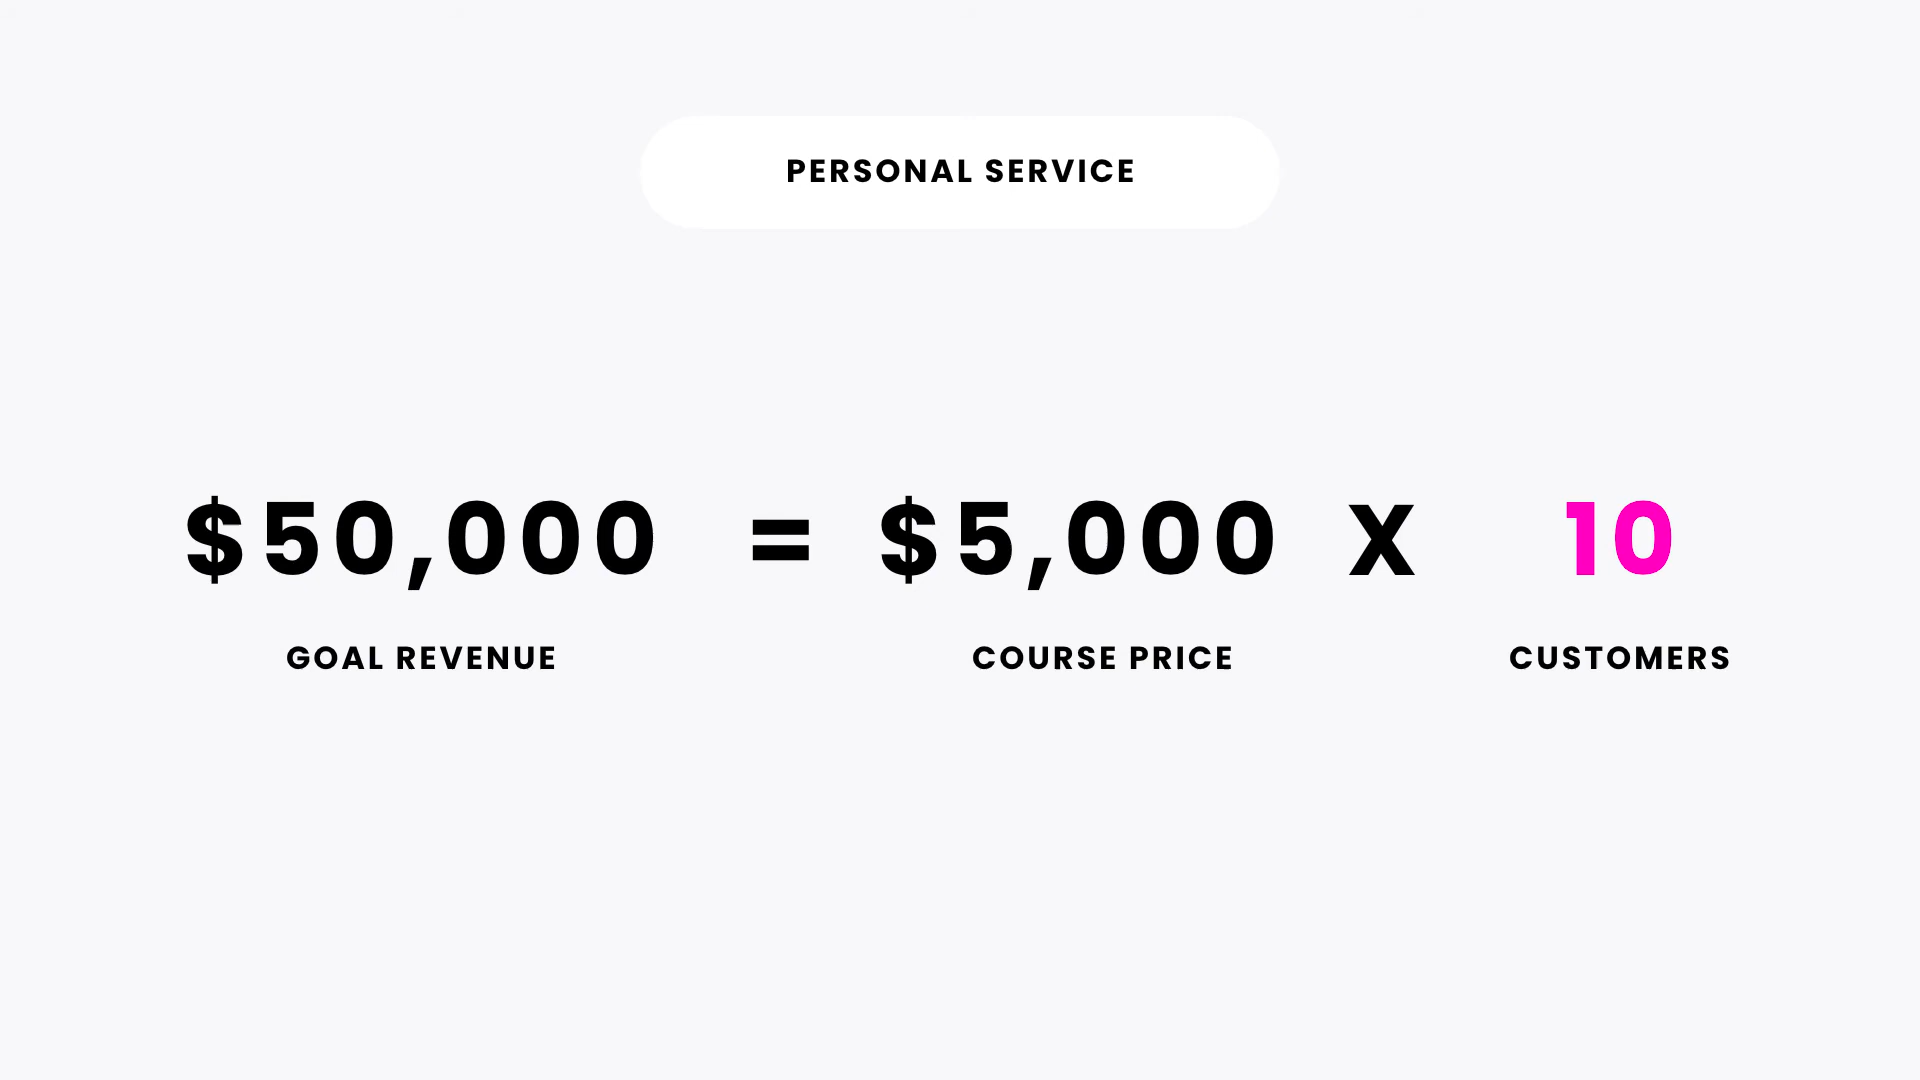 PERSONAL SERVICE
$50,000 = $5,000 X 10
GOAL REVENUE COURSE PRICE CUSTOMERS